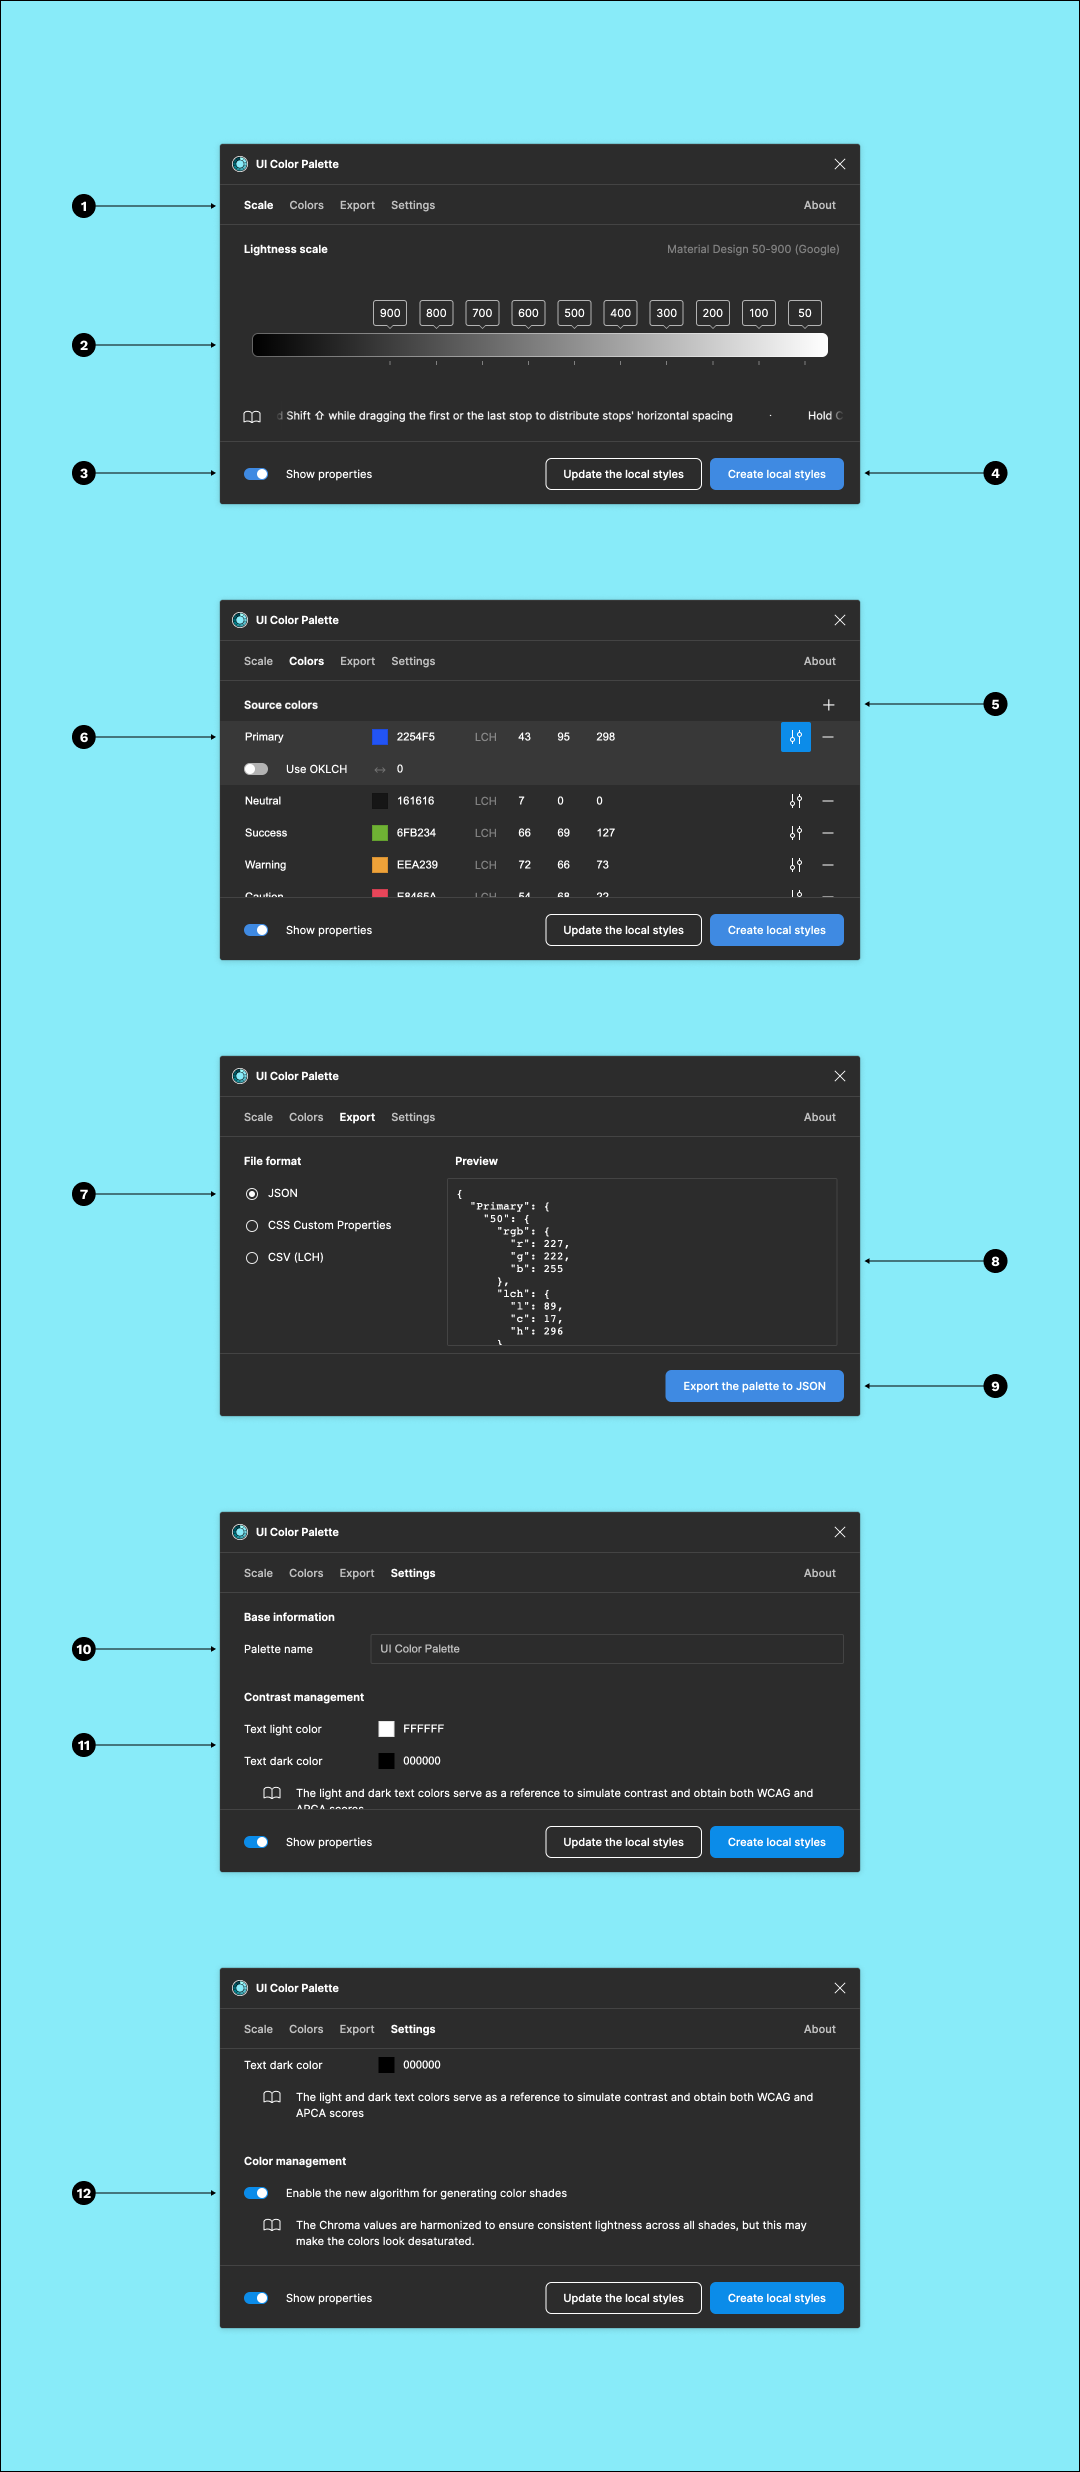 UI Color Palette
1
Scale Colors Export Settings About
Lightness scale Material Design 50-900 (Google)
900 800 700 600 500 400 300 200 100 50
2
d Shift ⇧ while dragging the first or the last stop to distribute stops' horizontal spacing · Hold C
3 Show properties Update the local styles Create local styles 4
UI Color Palette
Scale Colors Export Settings About
Source colors + 5
6 Primary 2254F5 LCH 43 95 298
Use OKLCH ↔ 0
Neutral 161616 LCH 7 0 0
Success 6FB234 LCH 66 69 127
Warning EEA239 LCH 72 66 73
Caution E8465A LCH 54 68 22
Show properties Update the local styles Create local styles
UI Color Palette
Scale Colors Export Settings About
File format Preview
7 JSON
CSS Custom Properties
CSV (LCH)
{
"Primary": {
"50": {
"rgb": {
"r": 227,
"g": 222,
"b": 255
},
"lch": {
"l": 89,
"c": 17,
"h": 296
}
8
Export the palette to JSON 9
UI Color Palette
Scale Colors Export Settings About
Base information
10 Palette name UI Color Palette
Contrast management
Text light color FFFFFF
11
Text dark color 000000
The light and dark text colors serve as a reference to simulate contrast and obtain both WCAG and
APCA scores
Show properties Update the local styles Create local styles
UI Color Palette
Scale Colors Export Settings About
Text dark color 000000
The light and dark text colors serve as a reference to simulate contrast and obtain both WCAG and
APCA scores
Color management
12 Enable the new algorithm for generating color shades
The Chroma values are harmonized to ensure consistent lightness across all shades, but this may
make the colors look desaturated.
Show properties Update the local styles Create local styles